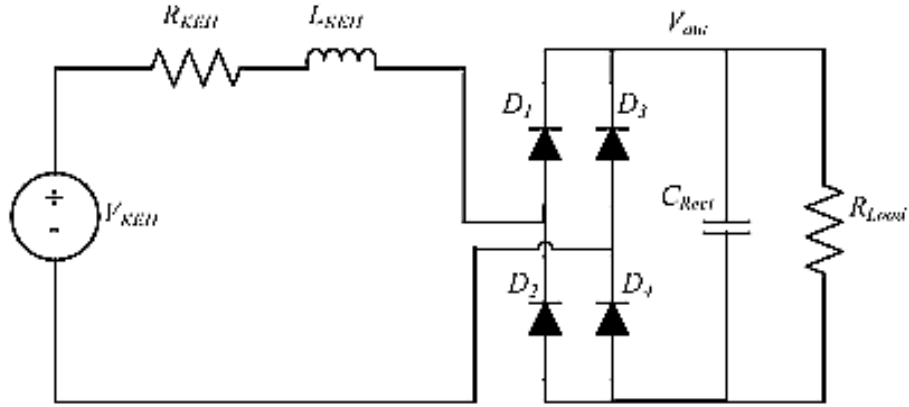 R_KEH
L_KEH
V_out
D_1
D_3
+
-
V_KEH
C_Rect
R_Load
D_2
D_4